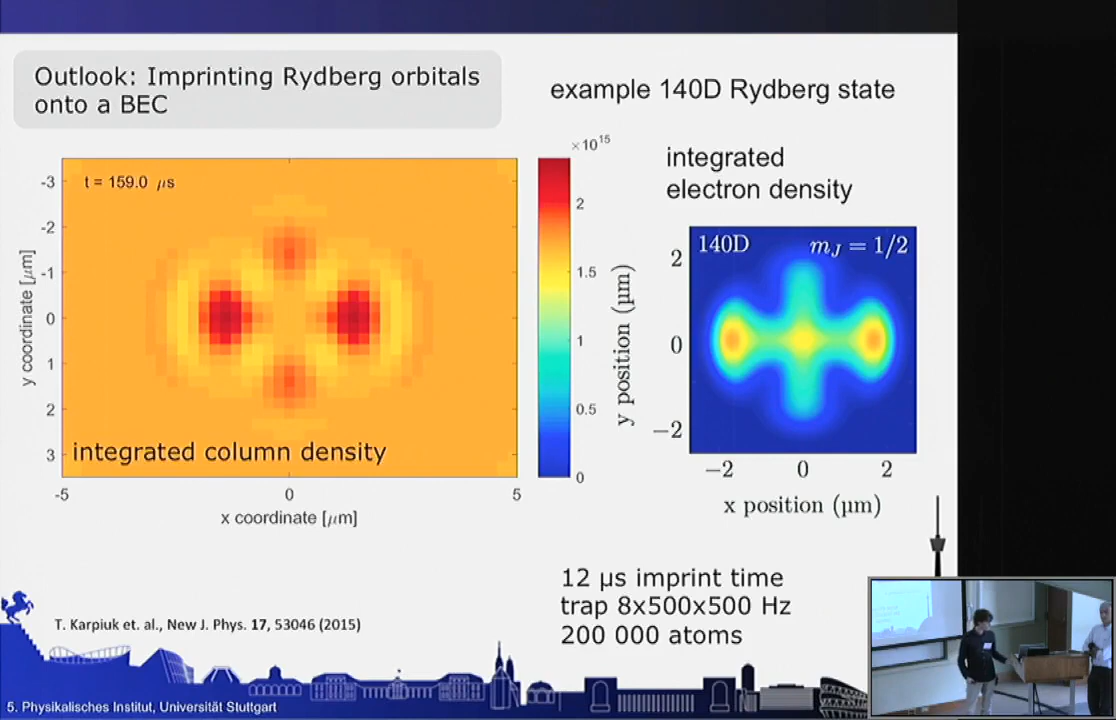 Outlook: Imprinting Rydberg orbitals
onto a BEC
example 140D Rydberg state
integrated
electron density
t = 159.0 μs
integrated column density
y coordinate [μm]
-3
-2
-1
0
1
2
3
-5
0
5
x coordinate [μm]
×10¹⁵
2
1.5
1
0.5
0
140D
m_J = 1/2
y position (μm)
2
0
−2
−2
0
2
x position (μm)
12 μs imprint time
trap 8x500x500 Hz
200 000 atoms
T. Karpiuk et. al., New J. Phys. 17, 53046 (2015)
5. Physikalisches Institut, Universität Stuttgart